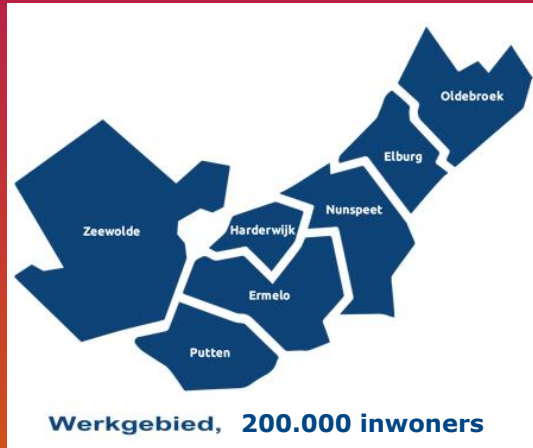 Oldebroek
Elburg
Nunspeet
Zeewolde
Harderwijk
Ermelo
Putten
Werkgebied, 200.000 inwoners